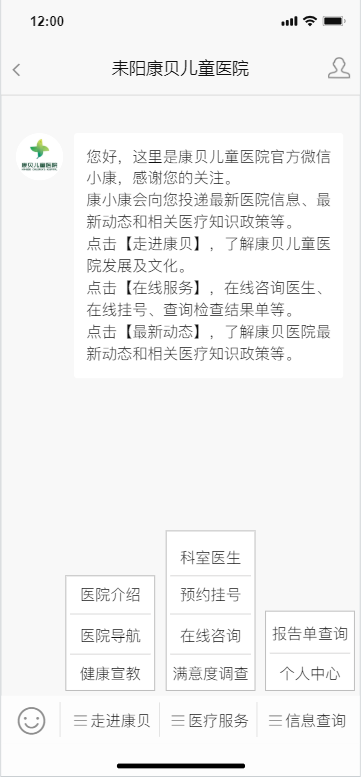 12:00
耒阳康贝儿童医院
康贝儿童医院
您好，这里是康贝儿童医院官方微信
小康，感谢您的关注。
康小康会向您投递最新医院信息、最
新动态和相关医疗知识政策等。
点击【走进康贝】，了解康贝儿童医
院发展及文化。
点击【在线服务】，在线咨询医生、
在线挂号、查询检查结果单等。
点击【最新动态】，了解康贝医院最
新动态和相关医疗知识政策等。
医院介绍
医院导航
健康宣教
科室医生
预约挂号
在线咨询
满意度调查
报告单查询
个人中心
走进康贝
医疗服务
信息查询